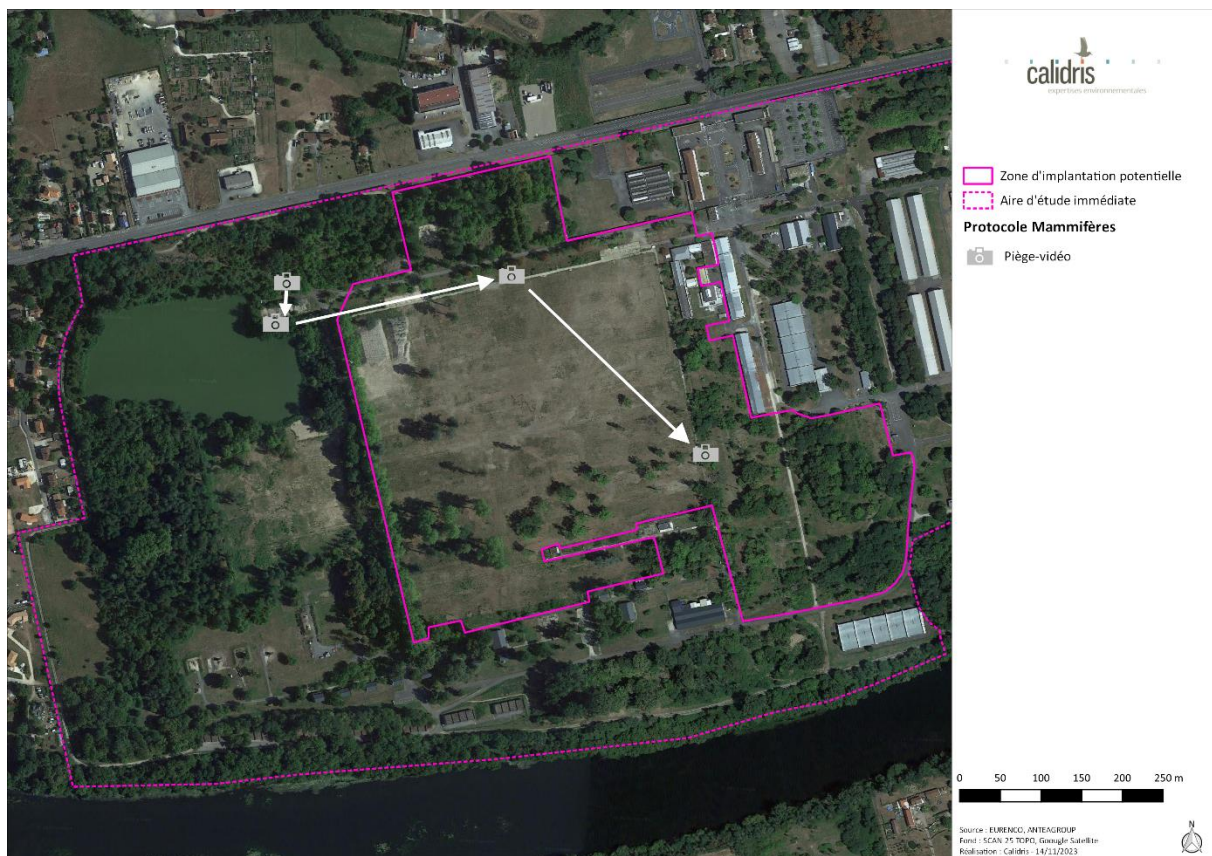 calidris
expertises environnementales
Zone d'implantation potentielle
Aire d'étude immédiate
Protocole Mammifères
Piège-vidéo
0 50 100 150 200 250 m
Source : EURENCO, ANTEAGROUP
Fond : SCAN 25 TOPO, Goougle Satellite
Réalisation : Calidris - 14/11/2023
N